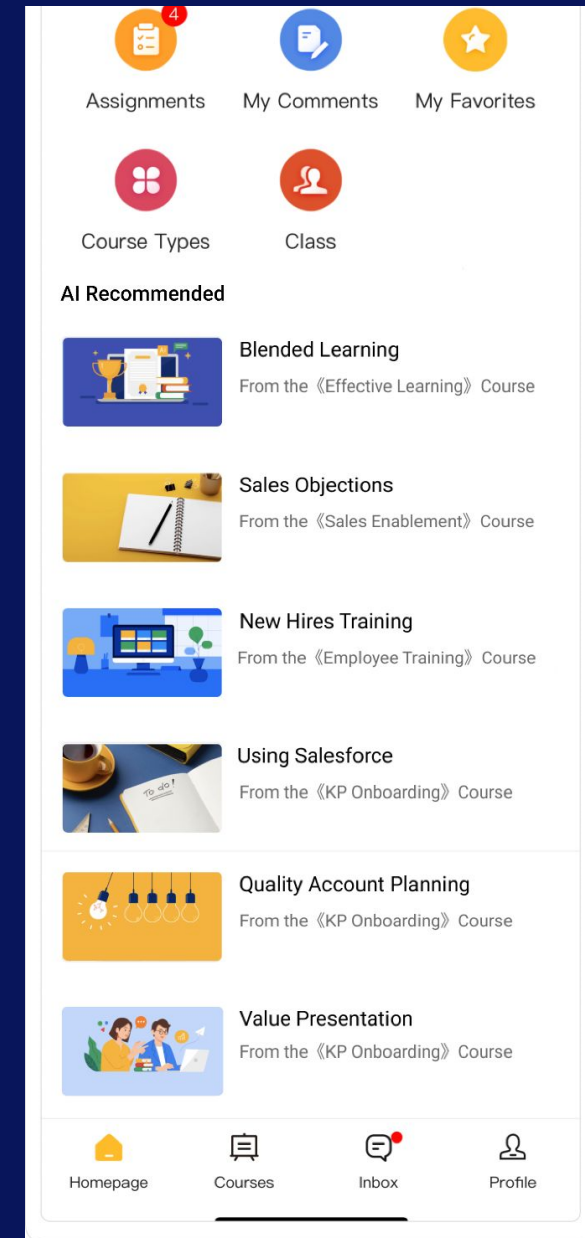 4
Assignments
My Comments
My Favorites
Course Types
Class
AI Recommended
Blended Learning
From the《Effective Learning》Course
Sales Objections
From the《Sales Enablement》Course
New Hires Training
From the《Employee Training》Course
Using Salesforce
From the《KP Onboarding》Course
To do!
Quality Account Planning
From the《KP Onboarding》Course
Value Presentation
From the《KP Onboarding》Course
Homepage
Courses
Inbox
Profile